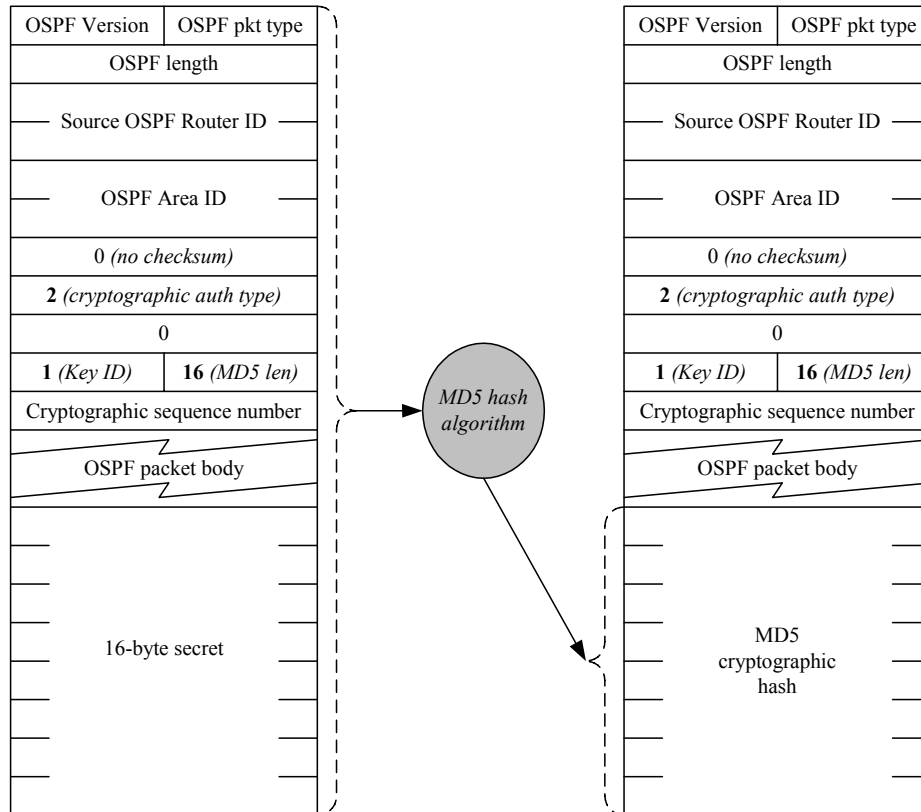 OSPF Version
OSPF pkt type
OSPF length
Source OSPF Router ID
OSPF Area ID
0 (no checksum)
2 (cryptographic auth type)
0
1 (Key ID)
16 (MD5 len)
Cryptographic sequence number
OSPF packet body
16-byte secret
MD5 hash
algorithm
OSPF Version
OSPF pkt type
OSPF length
Source OSPF Router ID
OSPF Area ID
0 (no checksum)
2 (cryptographic auth type)
0
1 (Key ID)
16 (MD5 len)
Cryptographic sequence number
OSPF packet body
MD5
cryptographic
hash